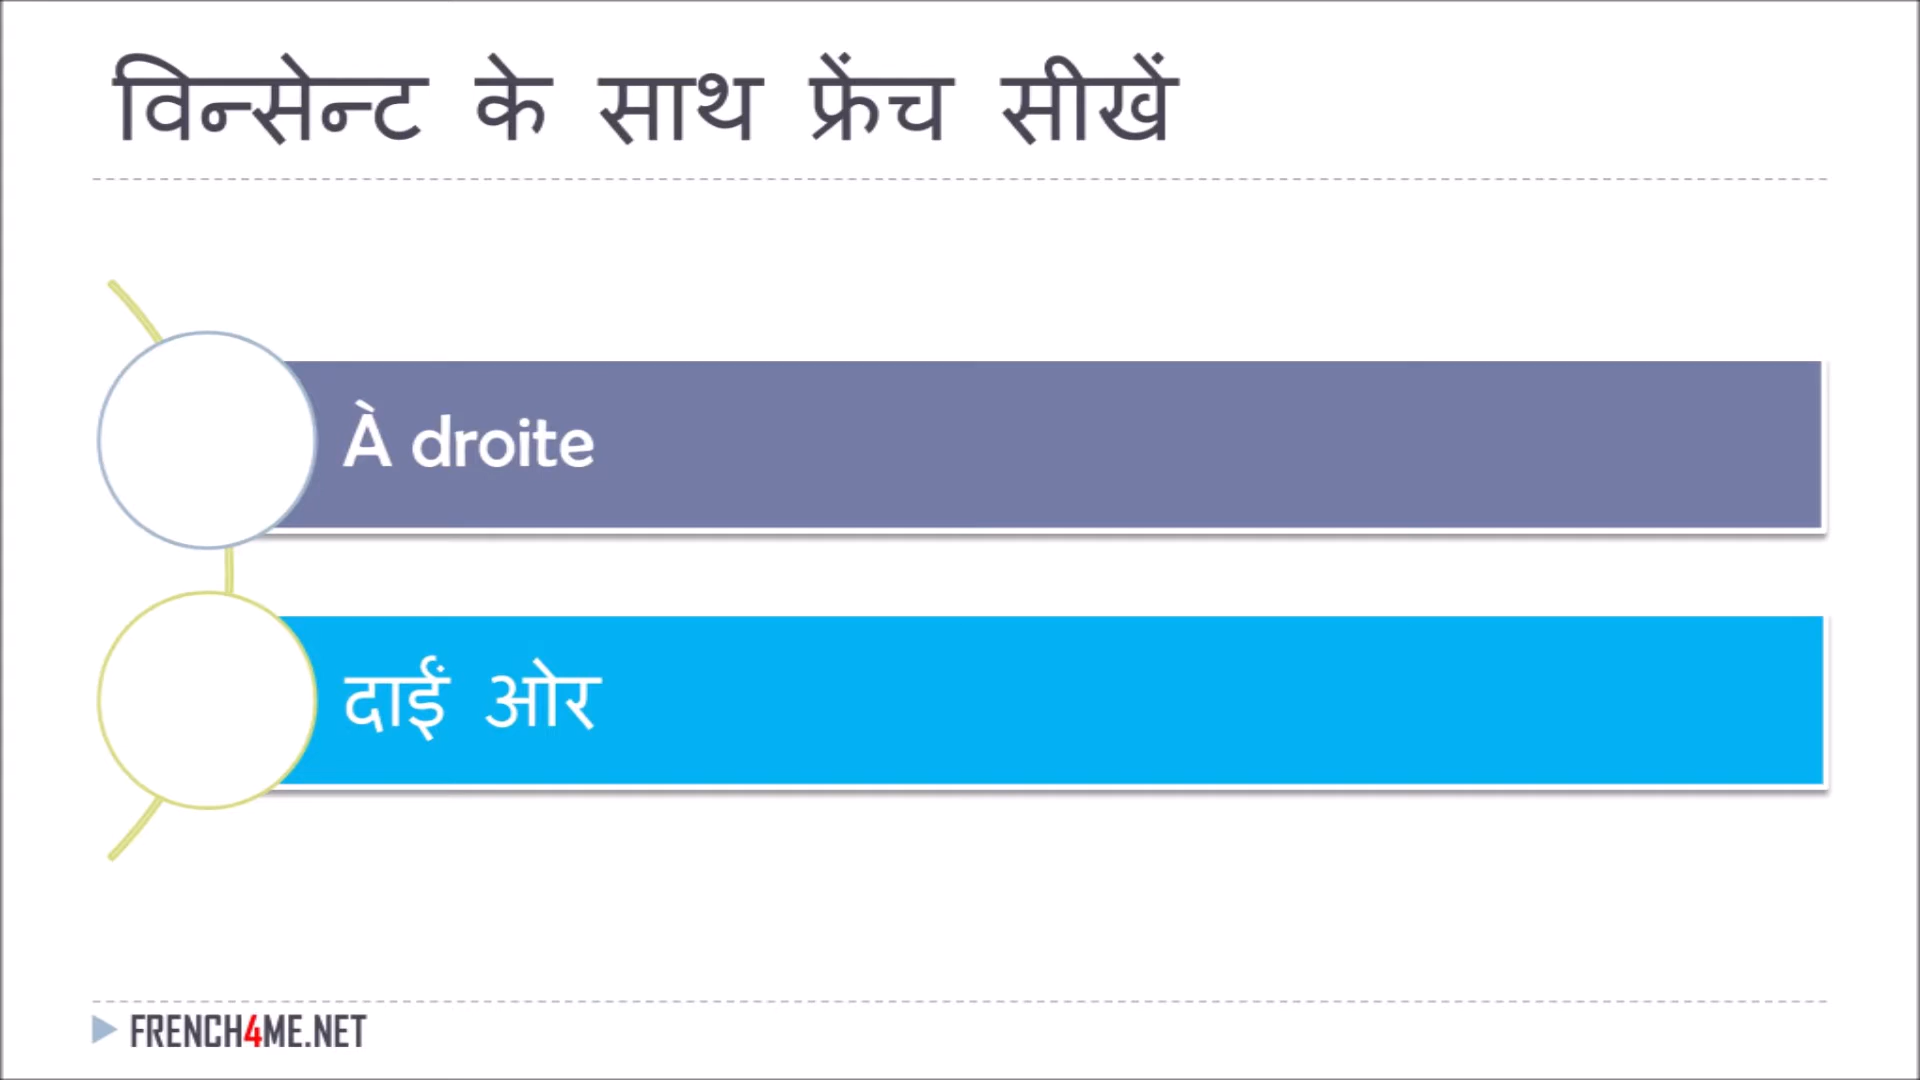 विन्सेन्ट के साथ फ्रेंच सीखें
À droite
दाईं ओर
FRENCH4ME.NET